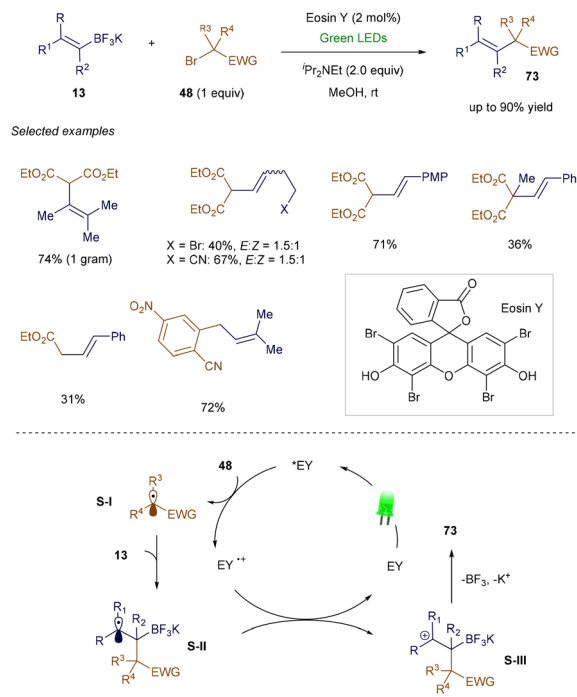 R
R¹
BF₃K
R²
13
+
R³
R⁴
Br
EWG
48 (1 equiv)
Eosin Y (2 mol%)
Green LEDs
ⁱPr₂NEt (2.0 equiv)
MeOH, rt
R
R³
R⁴
R¹
EWG
R²
73
up to 90% yield
Selected examples
EtO₂C
CO₂Et
Me
Me
Me
74% (1 gram)
EtO₂C
CO₂Et
X
X = Br: 40%, E:Z = 1.5:1
X = CN: 67%, E:Z = 1.5:1
EtO₂C
CO₂Et
PMP
71%
EtO₂C
Me
Ph
CO₂Et
36%
EtO₂C
Ph
31%
NO₂
Me
Me
CN
72%
O
O
Eosin Y
Br
Br
HO
O
OH
Br
Br
48
*EY
S-I
R³
R⁴
EWG
13
EY •+
EY
73
-BF₃, -K⁺
R₁
R₂
R
BF₃K
R³
R⁴
EWG
S-II
R₁
R₂
R
⊕
BF₃K
R³
R⁴
EWG
S-III